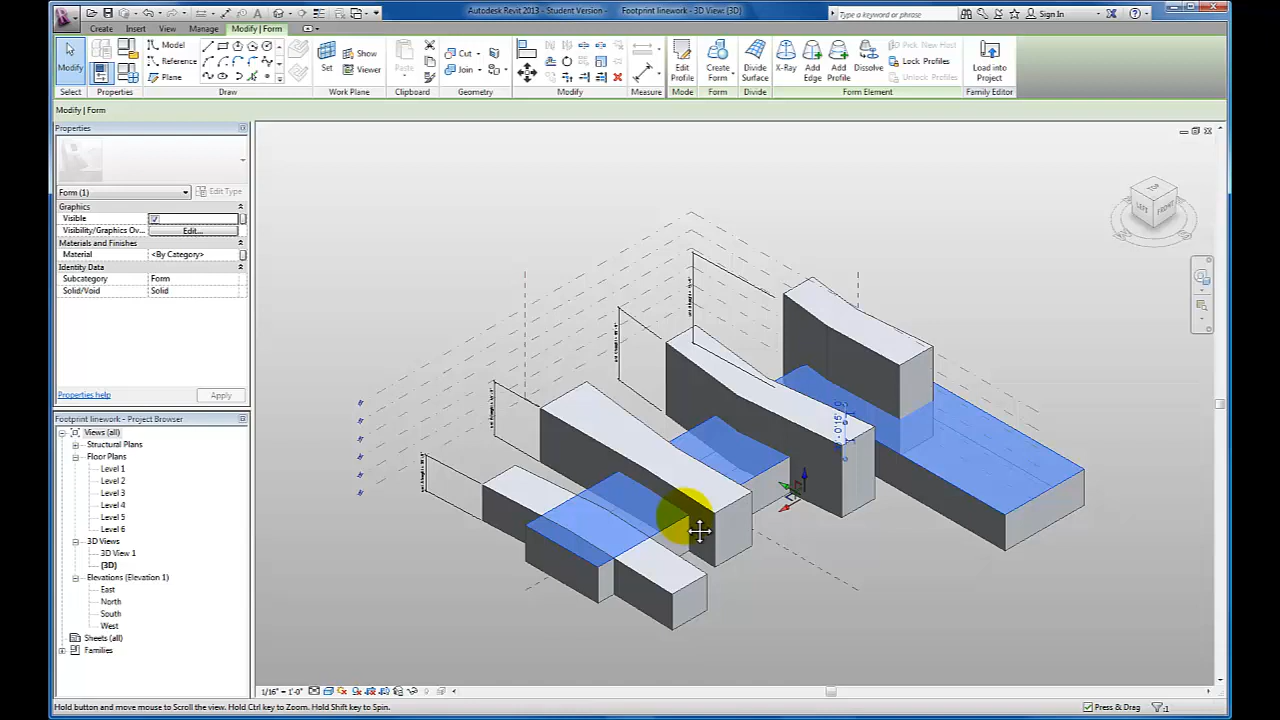 Autodesk Revit 2013 - Student Version - Footprint linework - 3D View: {3D}
Type a keyword or phrase
Sign In
Create Insert View Manage Modify | Form
Modify
Model
Reference
Plane
Set
Show
Viewer
Paste
Cut
Join
Edit Profile
Create Form
Divide Surface
X-Ray
Add Edge
Add Profile
Dissolve
Pick New Host
Lock Profiles
Unlock Profiles
Load into Project
Select Properties Draw Work Plane Clipboard Geometry Modify Measure Mode Form Divide Form Element Family Editor
Modify | Form
Properties
Form (1)
Edit Type
Graphics
Visible
Visibility/Graphics Ov... Edit...
Materials and Finishes
Material <By Category>
Identity Data
Subcategory Form
Solid/Void Solid
Properties help
Apply
Footprint linework - Project Browser
Views (all)
Structural Plans
Floor Plans
Level 1
Level 2
Level 3
Level 4
Level 5
Level 6
3D Views
3D View 1
{3D}
Elevations (Elevation 1)
East
North
South
West
Sheets (all)
Families
TOP
LEFT
FRONT
1/16" = 1'-0"
Hold button and move mouse to Scroll the view. Hold Ctrl key to Zoom. Hold Shift key to Spin.
Press & Drag
:1